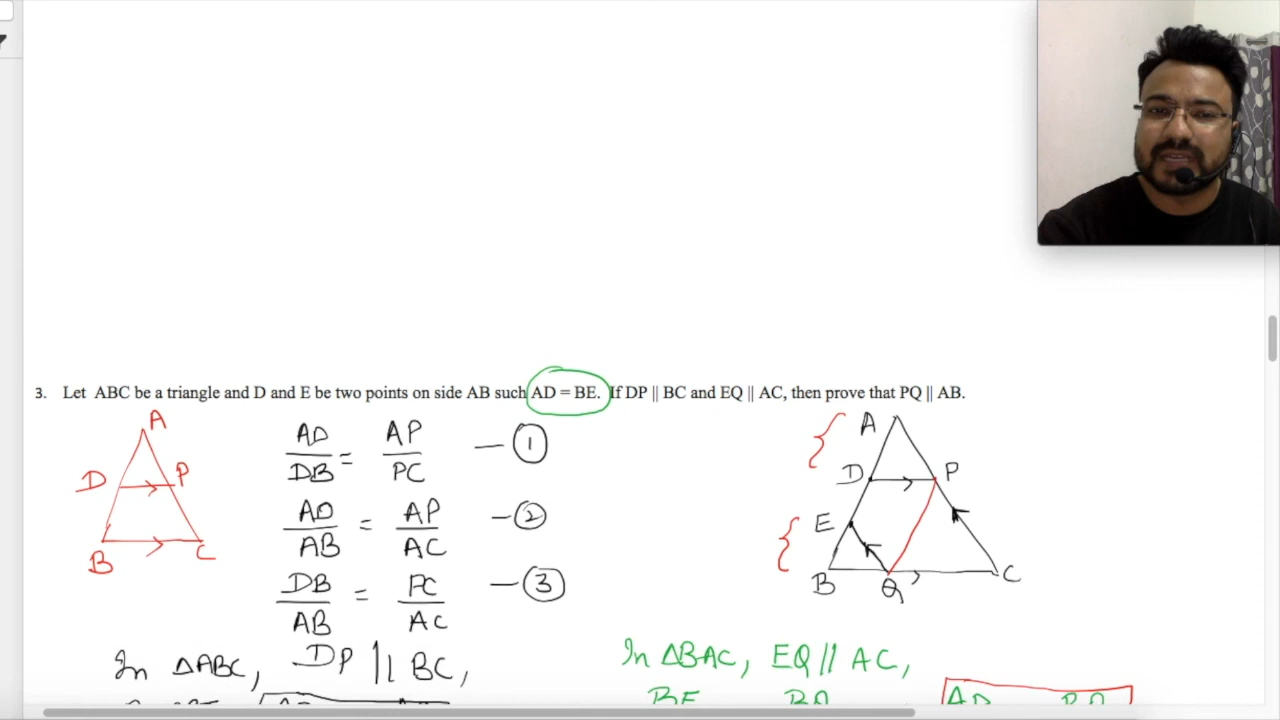 3. Let ABC be a triangle and D and E be two points on side AB such AD = BE. If DP || BC and EQ || AC, then prove that PQ || AB.
A
D P
B C
AD/DB = AP/PC — ①
AD/AB = AP/AC — ②
DB/AB = PC/AC — ③
A
D P
E
B Q C
In ΔABC, DP || BC,
In ΔBAC, EQ // AC,